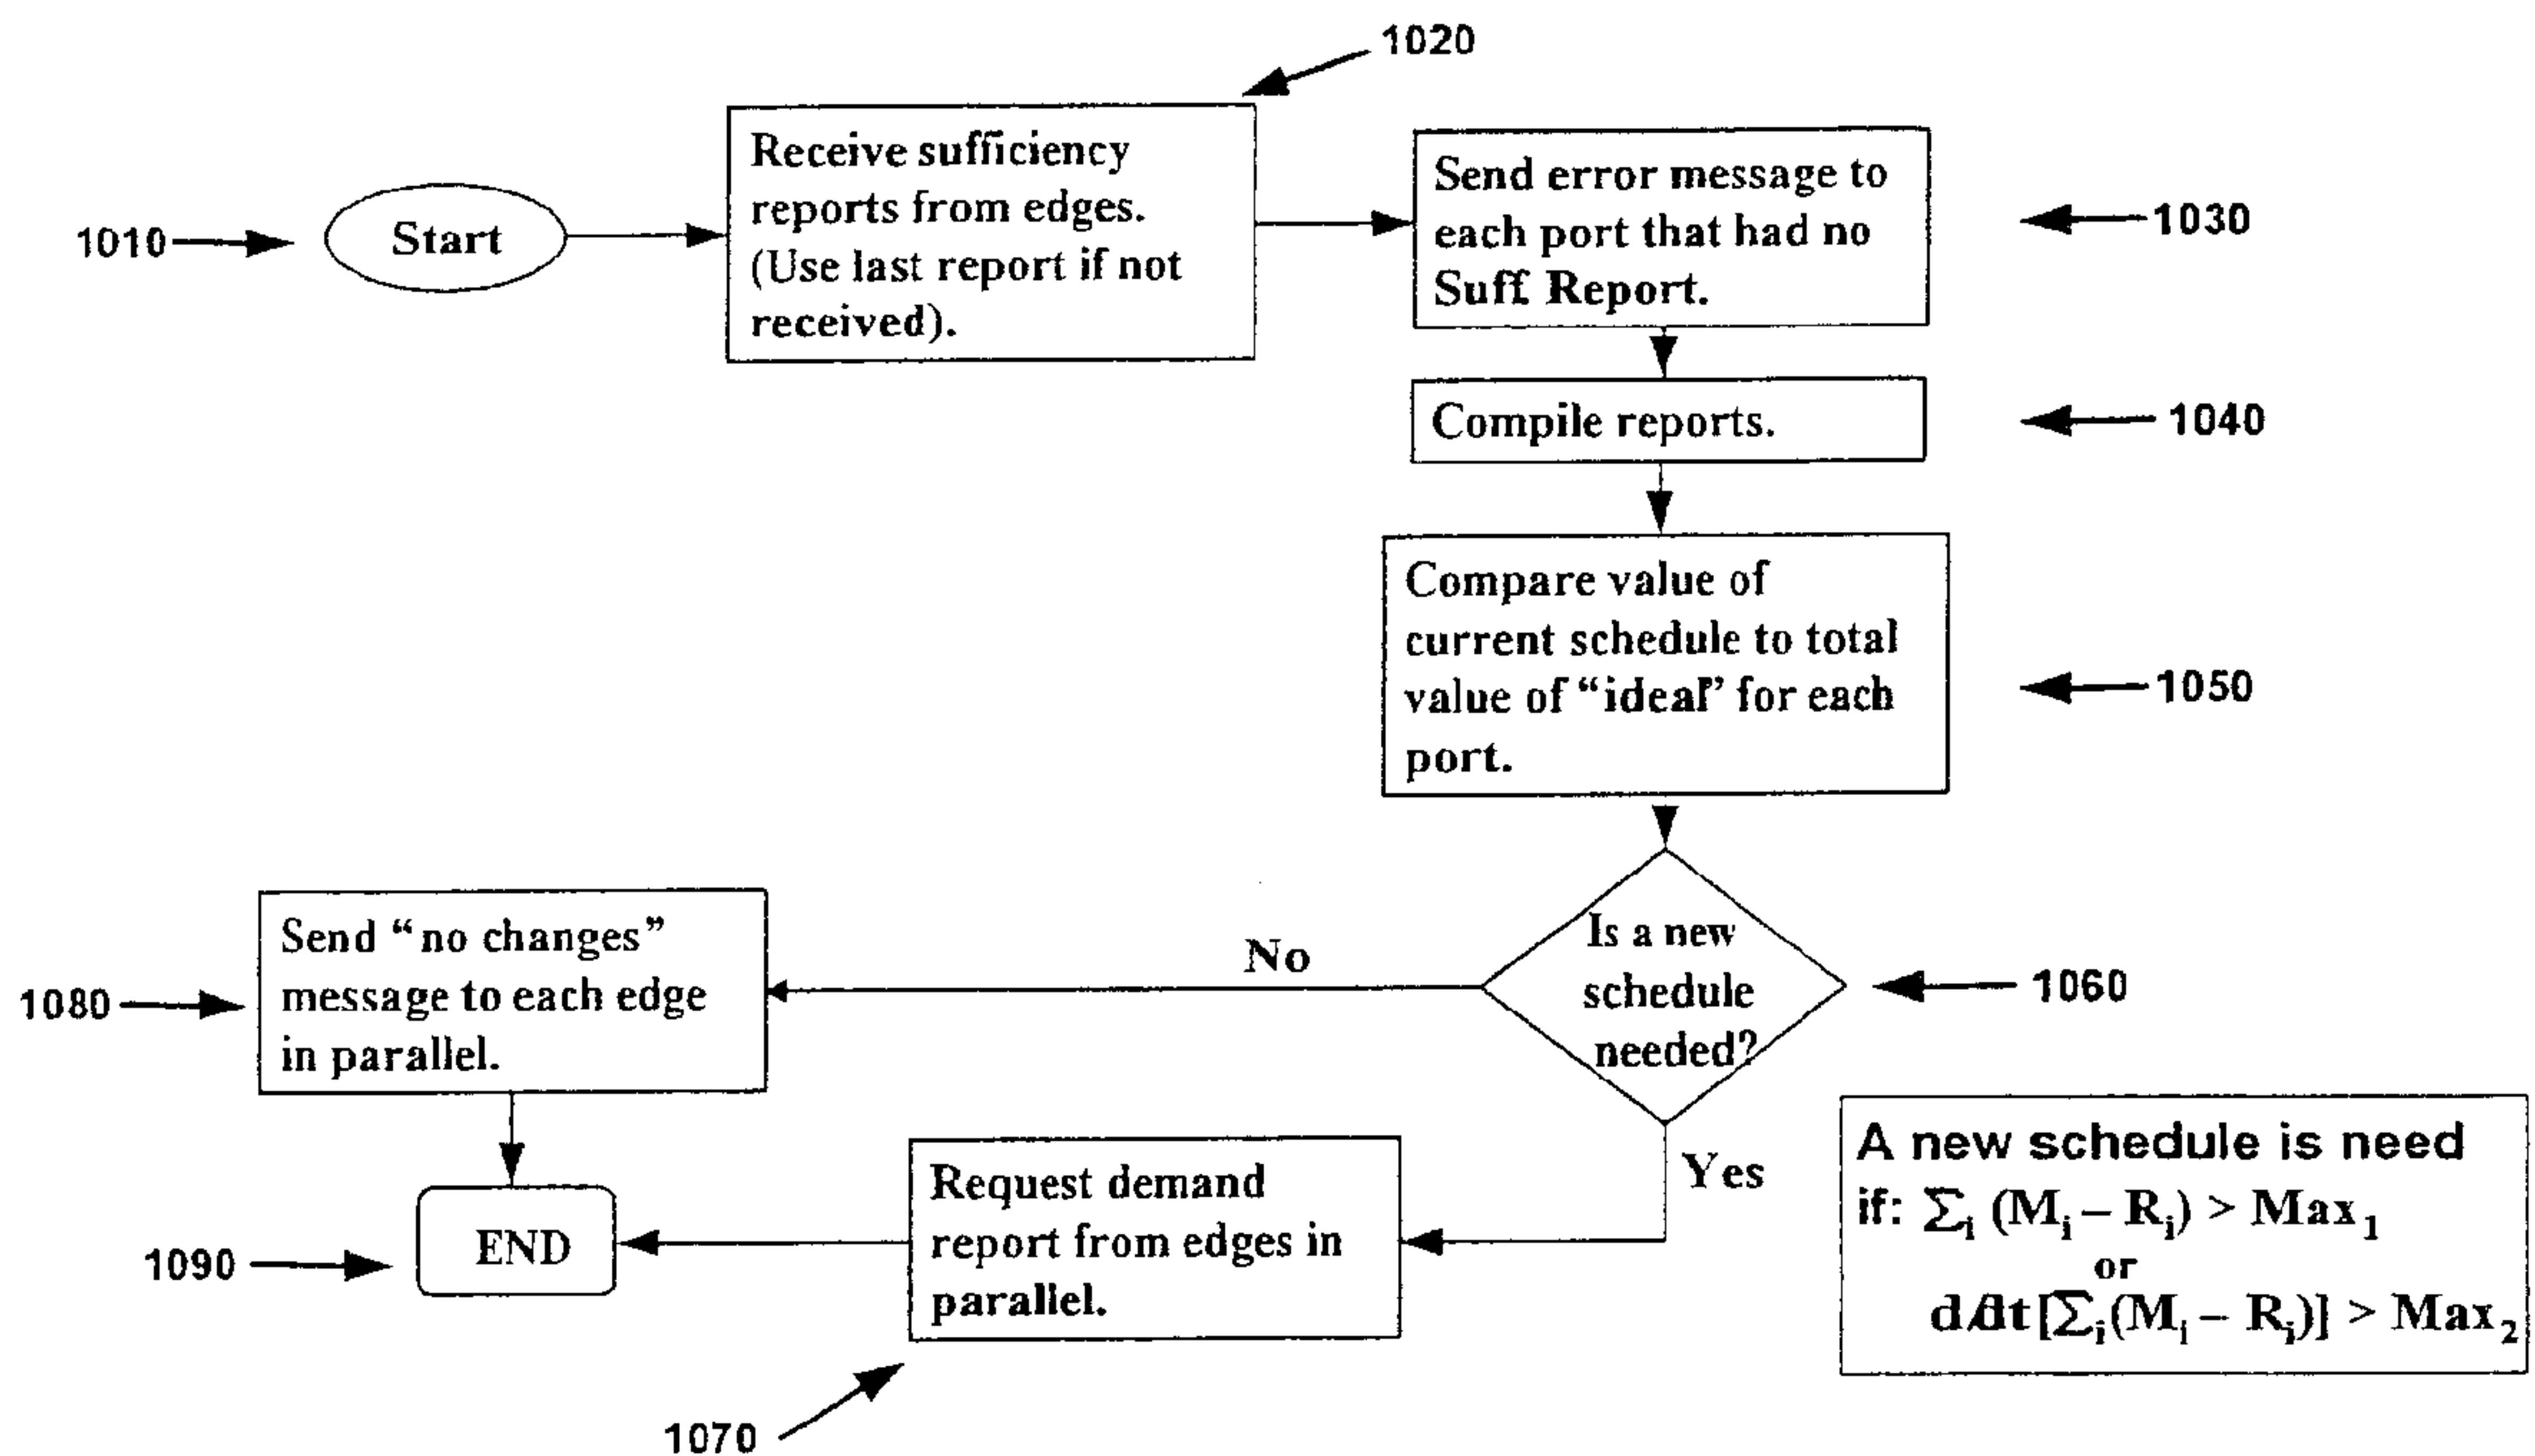 1020
Receive sufficiency
reports from edges.
(Use last report if not
received).
1010
Start
Send error message to
each port that had no
Suff. Report.
1030
Compile reports.
1040
Compare value of
current schedule to total
value of “ideal” for each
port.
1050
Is a new
schedule
needed?
1060
No
Yes
Send “no changes”
message to each edge
in parallel.
1080
END
1090
Request demand
report from edges in
parallel.
1070
A new schedule is need
if: Σi (Mi – Ri) > Max1
or
d/dt[Σi(Mi – Ri)] > Max2